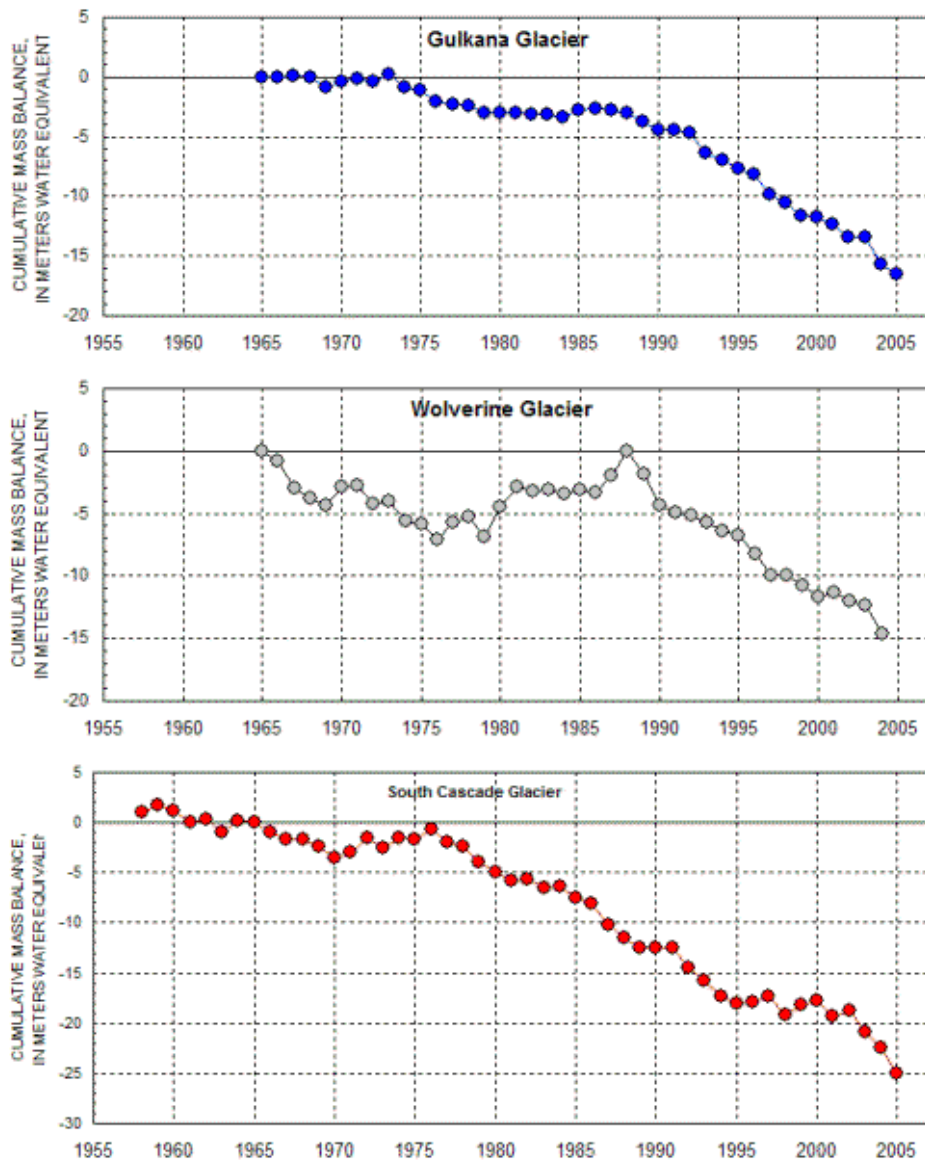 Gulkana Glacier
CUMULATIVE MASS BALANCE,
IN METERS WATER EQUIVALENT
5
0
-5
-10
-15
-20
1955 1960 1965 1970 1975 1980 1985 1990 1995 2000 2005
Wolverine Glacier
CUMULATIVE MASS BALANCE,
IN METERS WATER EQUIVALENT
5
0
-5
-10
-15
-20
1955 1960 1965 1970 1975 1980 1985 1990 1995 2000 2005
South Cascade Glacier
CUMULATIVE MASS BALANCE,
IN METERS WATER EQUIVALEN
5
0
-5
-10
-15
-20
-25
-30
1955 1960 1965 1970 1975 1980 1985 1990 1995 2000 2005